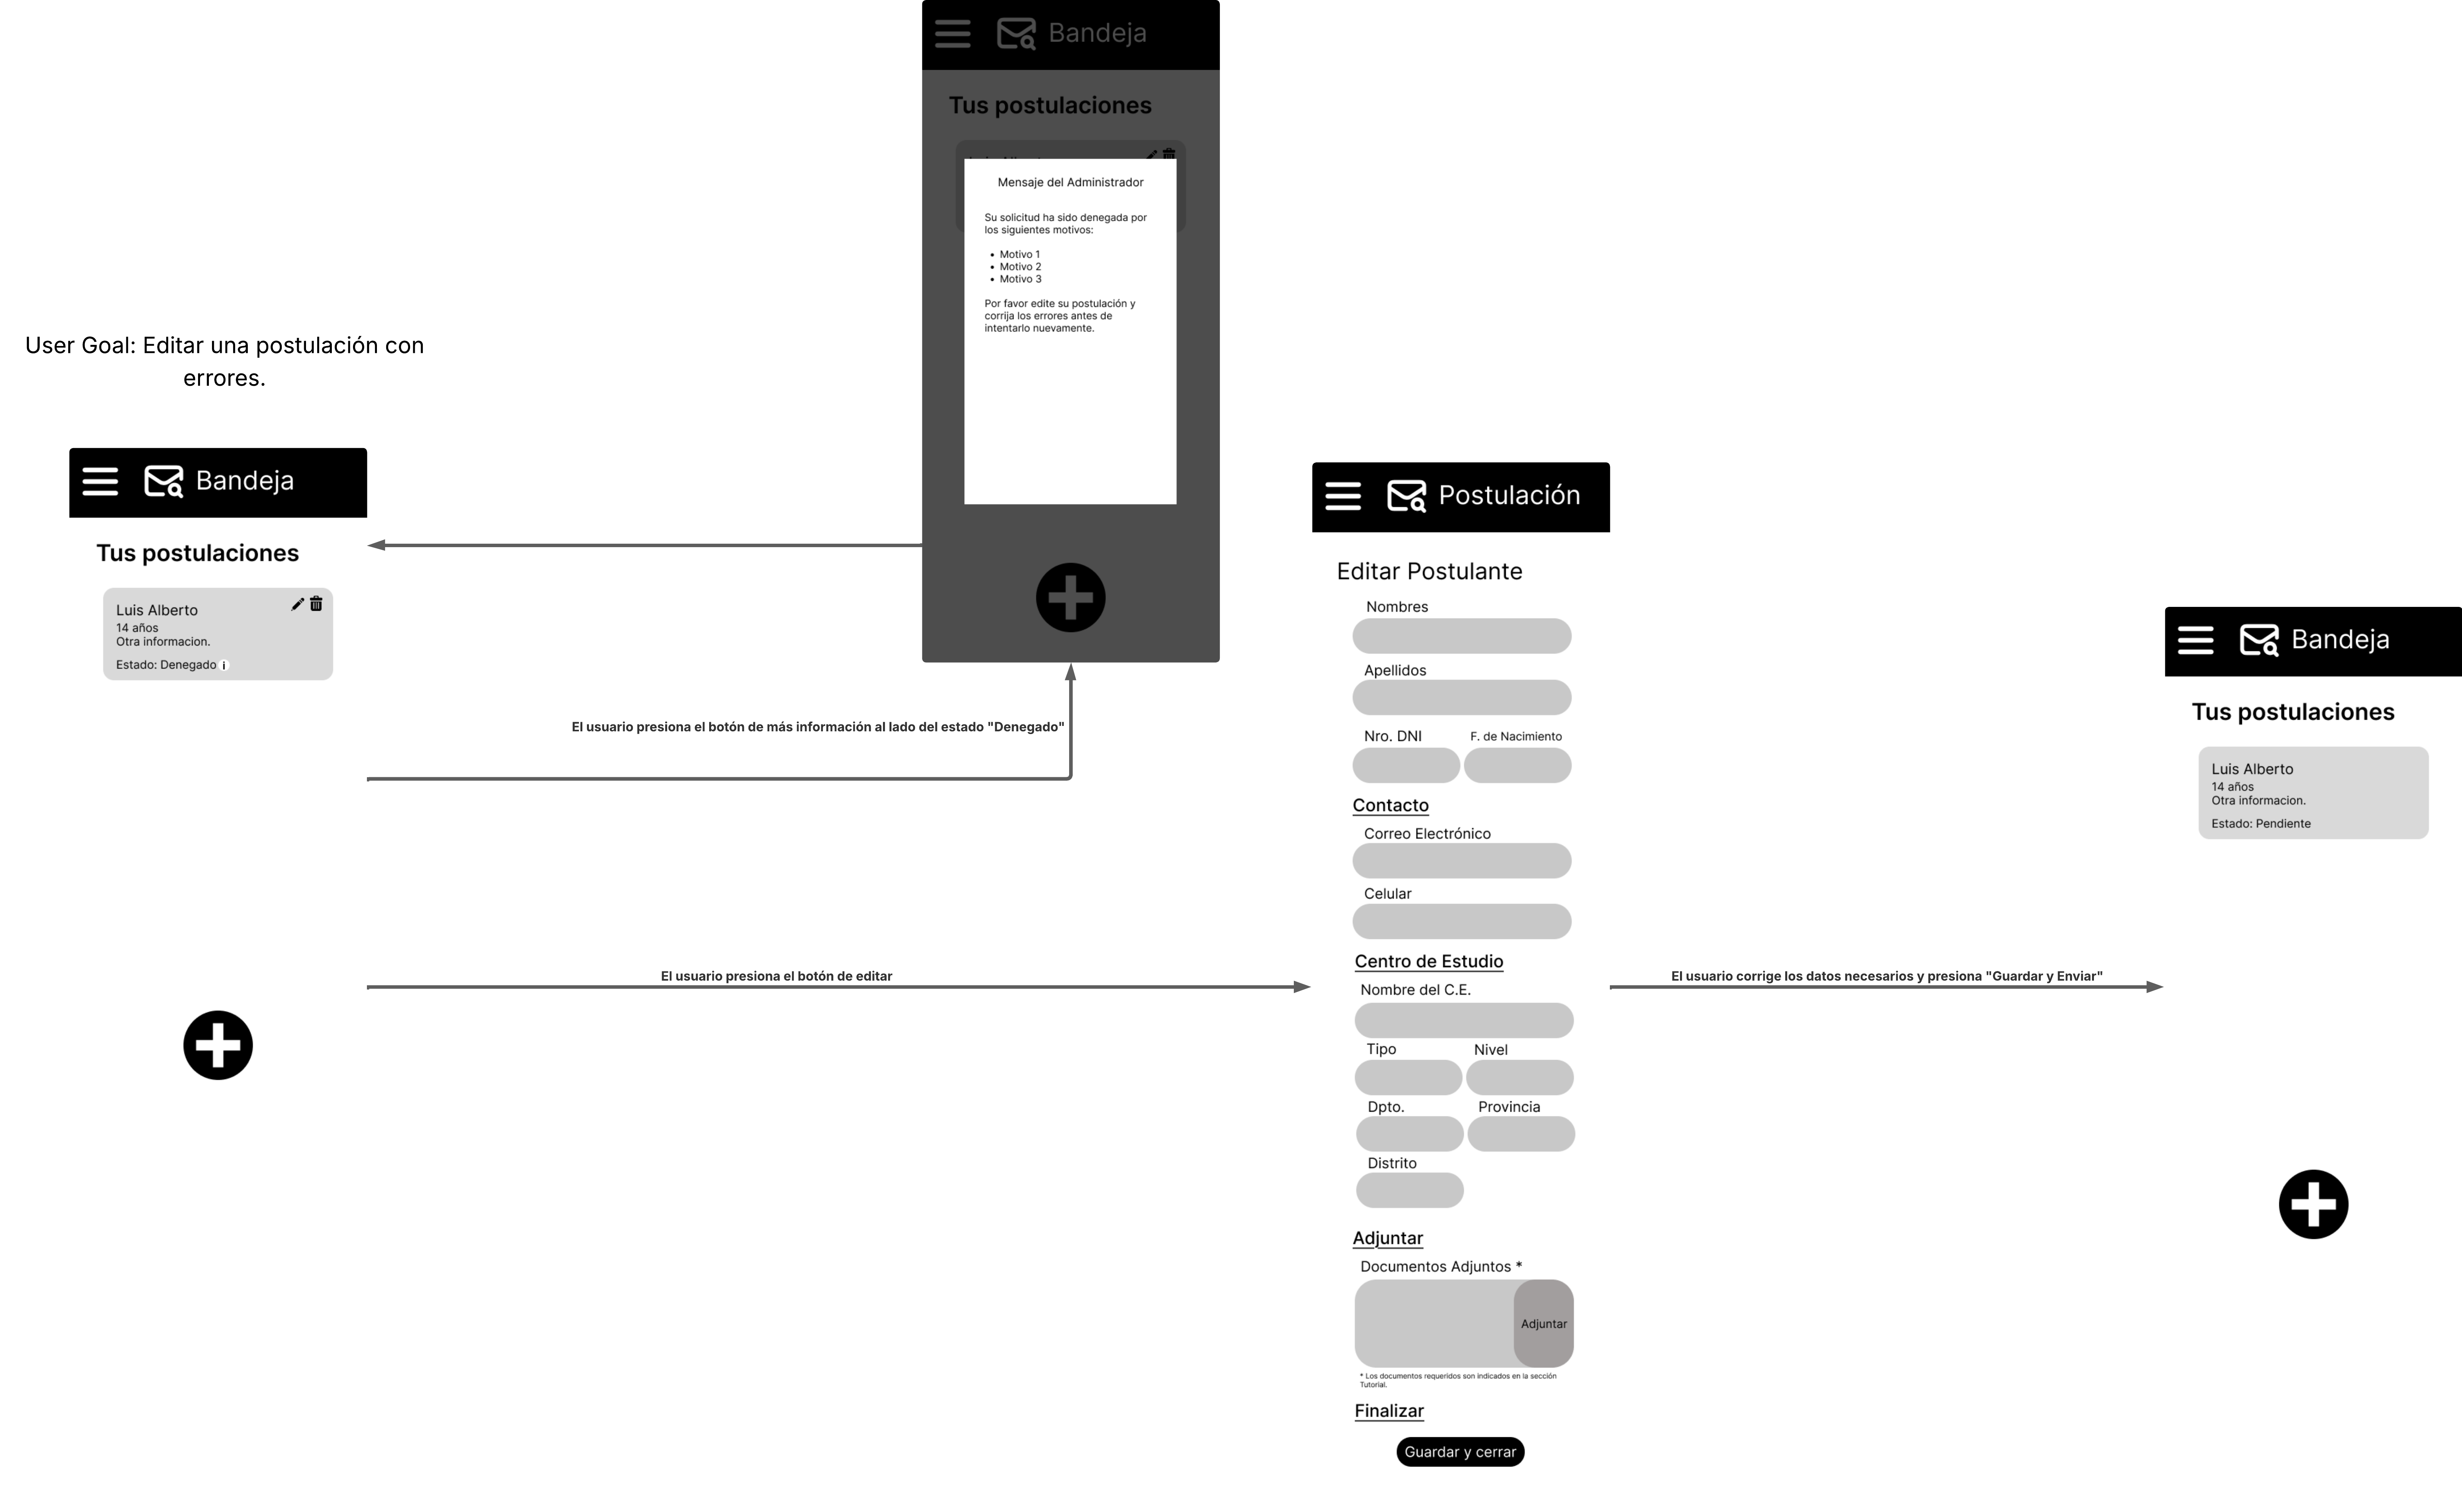 User Goal: Editar una postulación con
errores.
Bandeja
Tus postulaciones
Luis Alberto
14 años
Otra informacion.
Estado: Denegado i
El usuario presiona el botón de más información al lado del estado "Denegado"
El usuario presiona el botón de editar
Bandeja
Tus postulaciones
Mensaje del Administrador
Su solicitud ha sido denegada por
los siguientes motivos:
• Motivo 1
• Motivo 2
• Motivo 3
Por favor edite su postulación y
corrija los errores antes de
intentarlo nuevamente.
Postulación
Editar Postulante
Nombres
Apellidos
Nro. DNI F. de Nacimiento
Contacto
Correo Electrónico
Celular
Centro de Estudio
Nombre del C.E.
Tipo Nivel
Dpto. Provincia
Distrito
Adjuntar
Documentos Adjuntos *
Adjuntar
* Los documentos requeridos son indicados en la sección
Tutorial.
Finalizar
Guardar y cerrar
El usuario corrige los datos necesarios y presiona "Guardar y Enviar"
Bandeja
Tus postulaciones
Luis Alberto
14 años
Otra informacion.
Estado: Pendiente